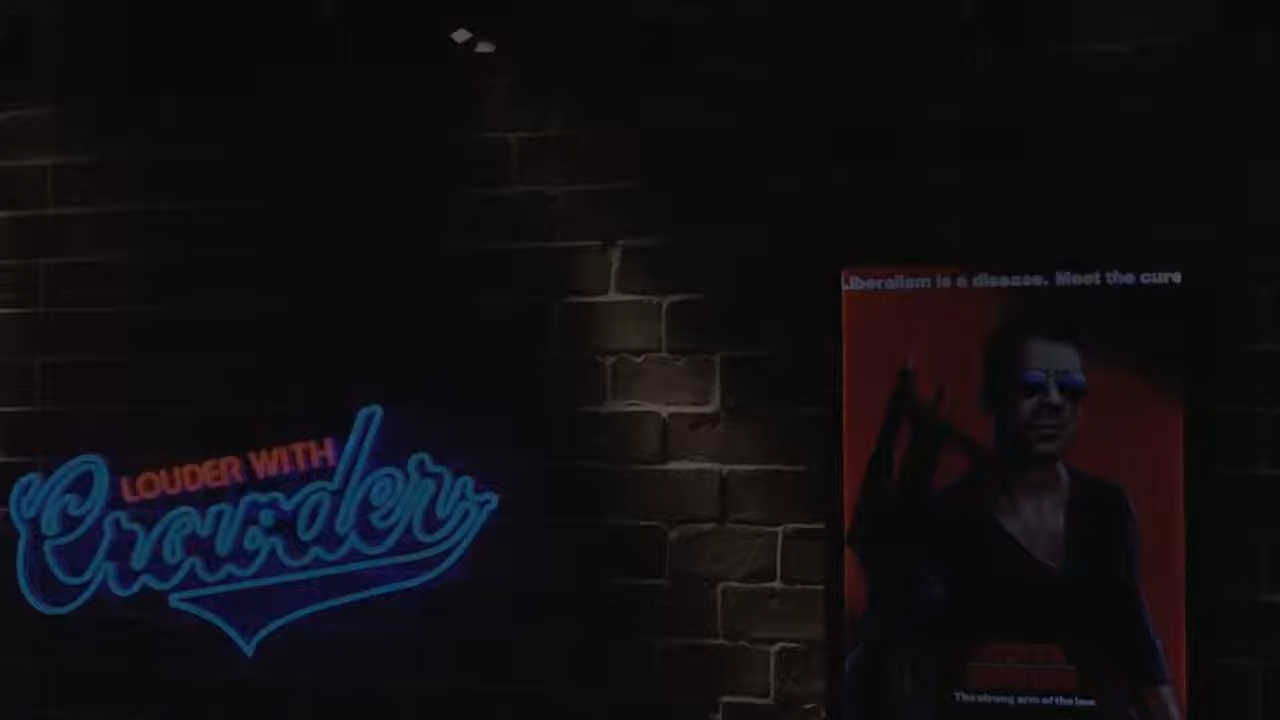 LOUDER WITH
Crowder
Liberalism is a disease. Meet the cure
The strong arm of the law.